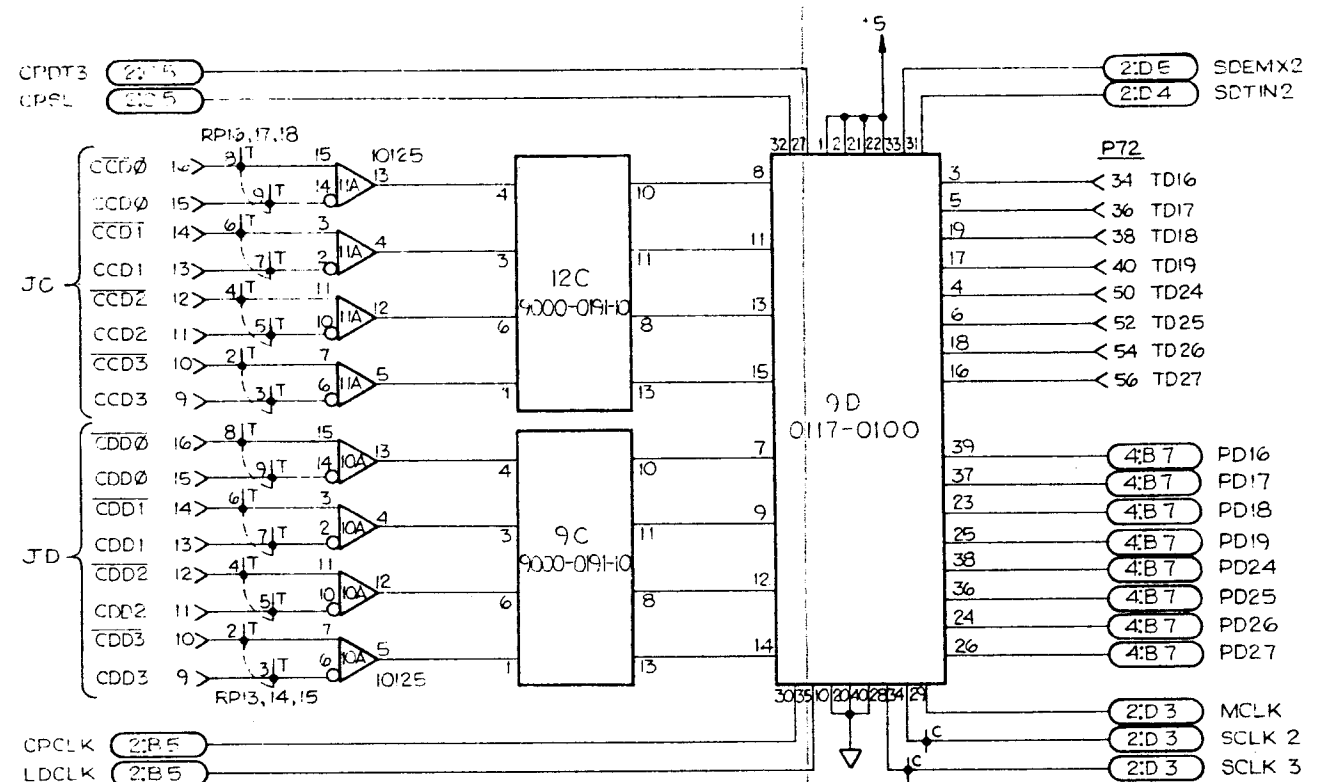 +5
CPDT3
2:D5 SDEMX2
CPSL
2:D4 SDTIN2
RP16,17,18
32 27 1 2 21 22 33 31
P72
JC
CCDØ 16 8 T 15 10125
11A 13 4 10 8
CCDØ 15 9 T 14
CCD1 14 6 T 3
11A 4 3 11 11
CCD1 13 7 T 2
CCD2 12 4 T 11
11A 12 6 8 13
CCD2 11 5 T 10
CCD3 10 2 T 7
11A 5 1 13 15
CCD3 9 3 T 6
12C
9000-0191-10
3 34 TD16
5 36 TD17
19 38 TD18
17 40 TD19
4 50 TD24
6 52 TD25
18 54 TD26
16 56 TD27
9D
0117-0100
JD
CDDØ 16 8 T 15
10A 13 4 10 7
CDDØ 15 9 T 14
CDD1 14 6 T 3
10A 4 3 11 9
CDD1 13 7 T 2
CDD2 12 4 T 11
10A 12 6 8 12
CDD2 11 5 T 10
CDD3 10 2 T 7
10A 5 1 13 14
CDD3 9 3 T 6
10125
RP13,14,15
9C
9000-0191-10
39 4:B7 PD16
37 4:B7 PD17
23 4:B7 PD18
25 4:B7 PD19
38 4:B7 PD24
36 4:B7 PD25
24 4:B7 PD26
26 4:B7 PD27
30 35 10 20 40 28 34 29
2:D3 MCLK
CPCLK 2:B5
C 2:D3 SCLK 2
LDCLK 2:B5
C 2:D3 SCLK 3